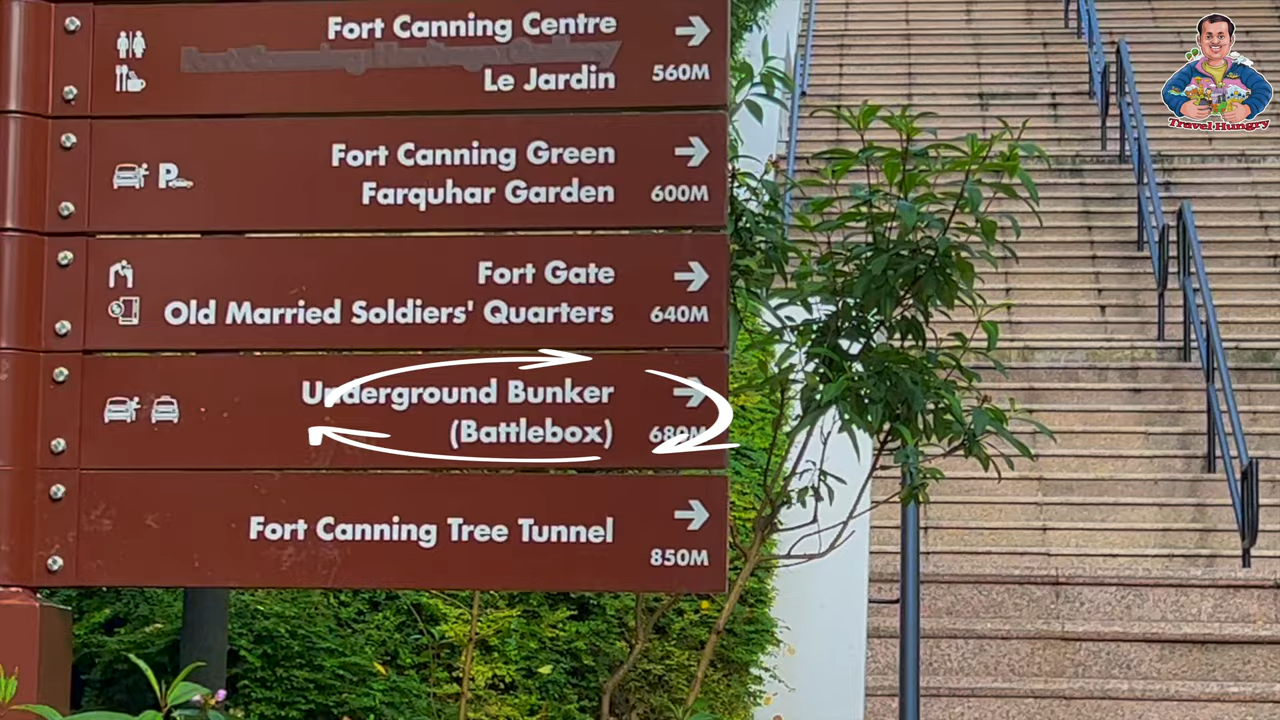 Fort Canning Centre
Le Jardin
560M
Fort Canning Green
Farquhar Garden
600M
Fort Gate
Old Married Soldiers' Quarters
640M
Underground Bunker
(Battlebox)
680M
Fort Canning Tree Tunnel
850M
P
Travel Hungry